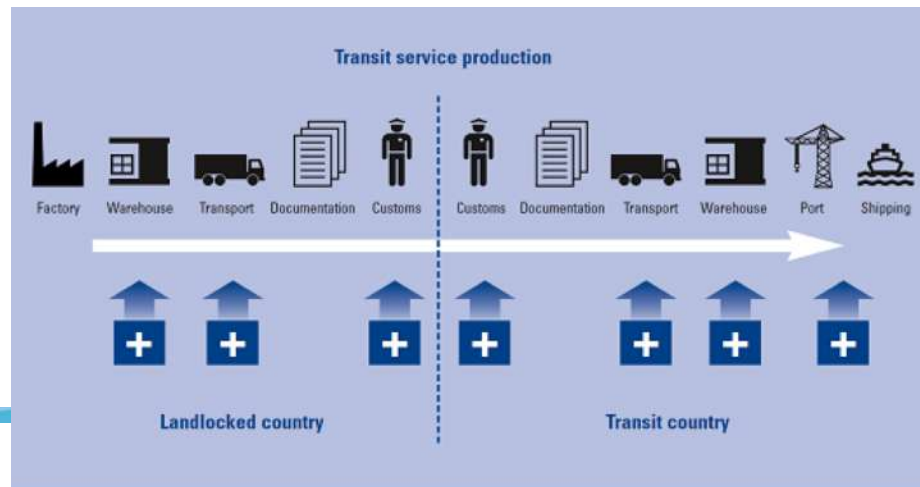 Transit service production
Factory Warehouse Transport Documentation Customs Customs Documentation Transport Warehouse Port Shipping
+ + + + + + +
Landlocked country Transit country